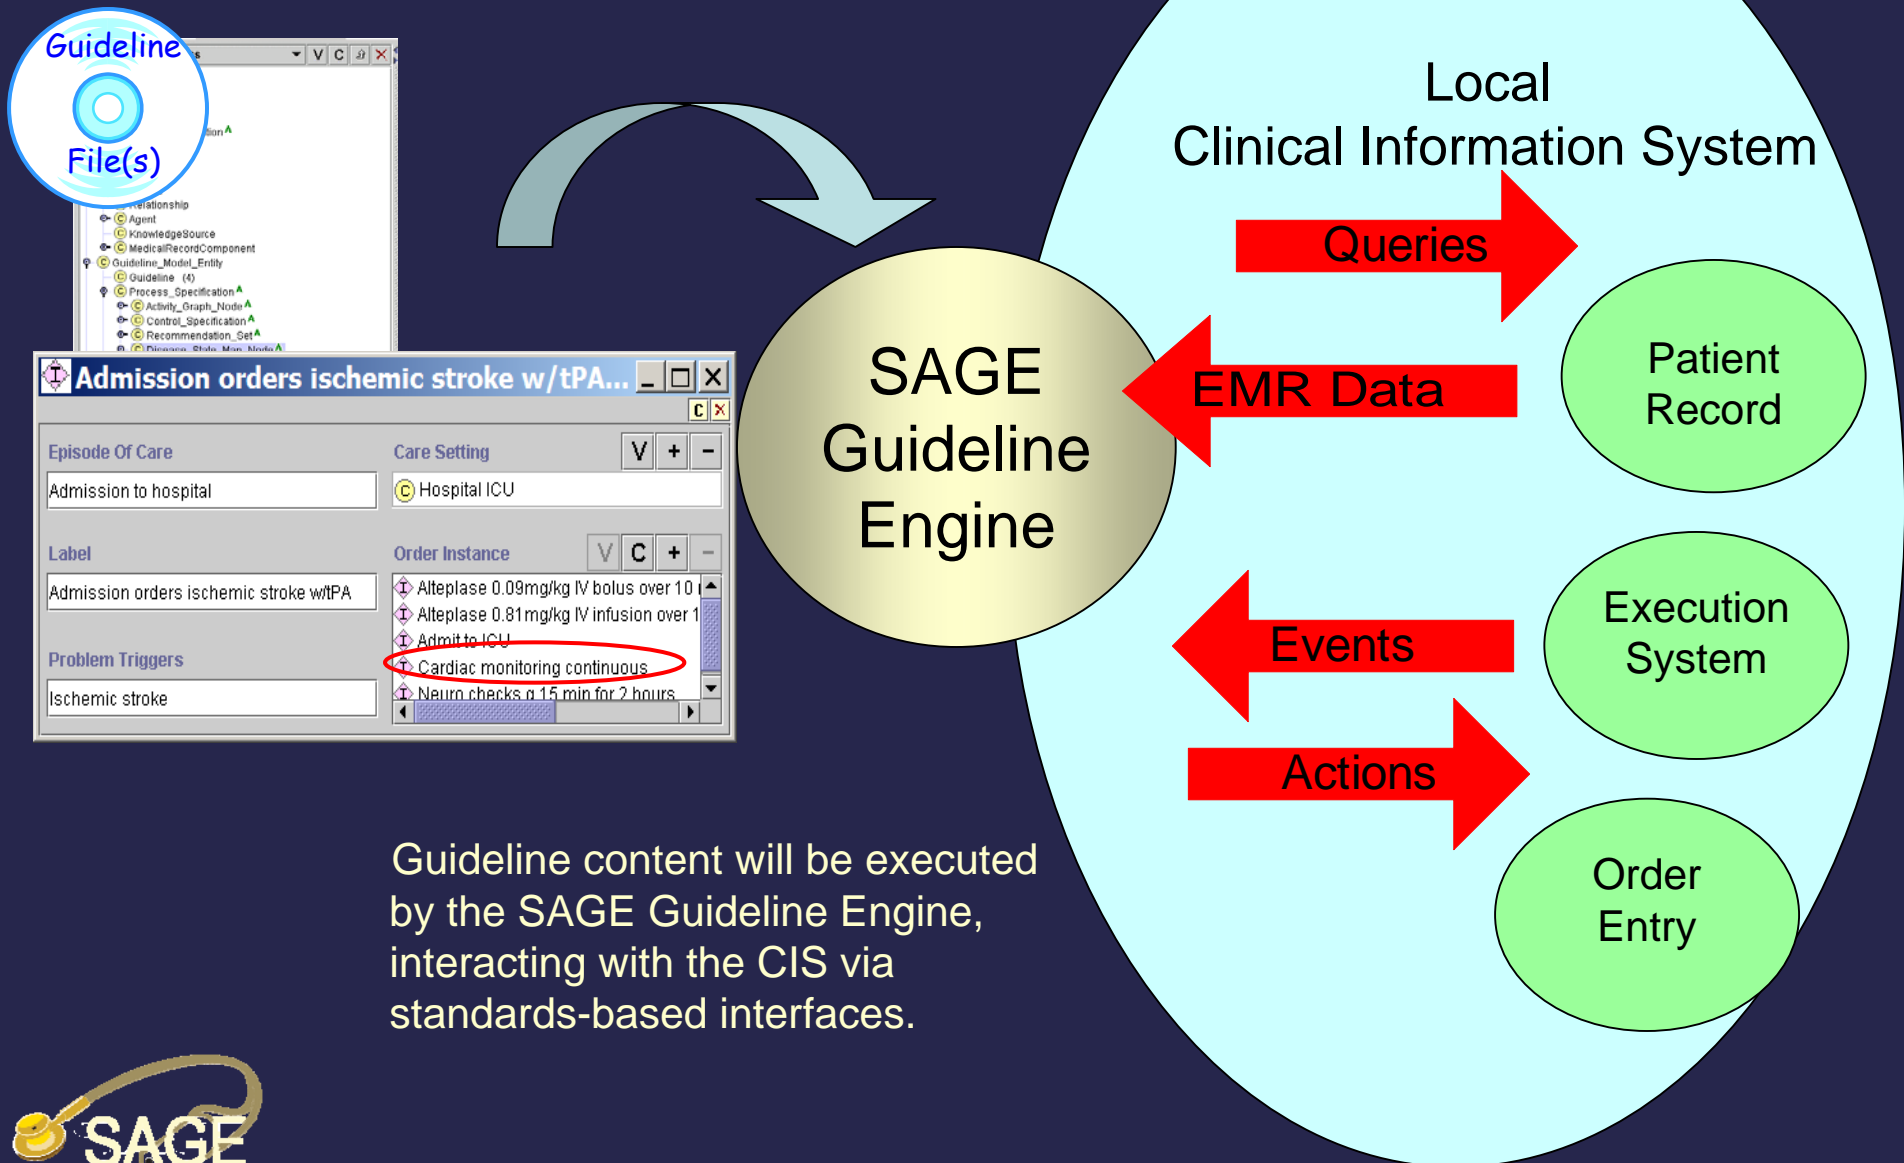 Guideline
File(s)
V C
Relationship
Agent
KnowledgeSource
MedicalRecordComponent
Guideline_Model_Entity
Guideline (4)
Process_Specification
Activity_Graph_Node
Control_Specification
Recommendation_Set
Disease_State_Map_Node
Admission orders ischemic stroke w/tPA...
C
Episode Of Care
Admission to hospital
Care Setting
V + -
C Hospital ICU
Label
Admission orders ischemic stroke w/tPA
Order Instance
V C + -
Alteplase 0.09mg/kg IV bolus over 10
Alteplase 0.81mg/kg IV infusion over 1
Admit to ICU
Cardiac monitoring continuous
Neuro checks q 15 min for 2 hours
Problem Triggers
Ischemic stroke
SAGE
Guideline
Engine
Local
Clinical Information System
Queries
EMR Data
Events
Actions
Patient
Record
Execution
System
Order
Entry
Guideline content will be executed
by the SAGE Guideline Engine,
interacting with the CIS via
standards-based interfaces.
SAGE